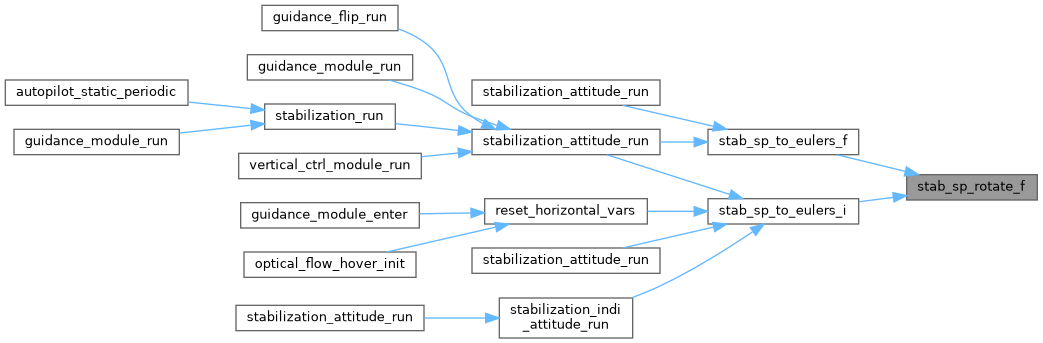 guidance_flip_run
guidance_module_run
autopilot_static_periodic
stabilization_attitude_run
stabilization_run
guidance_module_run
stabilization_attitude_run
stab_sp_to_eulers_f
vertical_ctrl_module_run
stab_sp_rotate_f
guidance_module_enter
reset_horizontal_vars
stab_sp_to_eulers_i
optical_flow_hover_init
stabilization_attitude_run
stabilization_attitude_run
stabilization_indi
_attitude_run